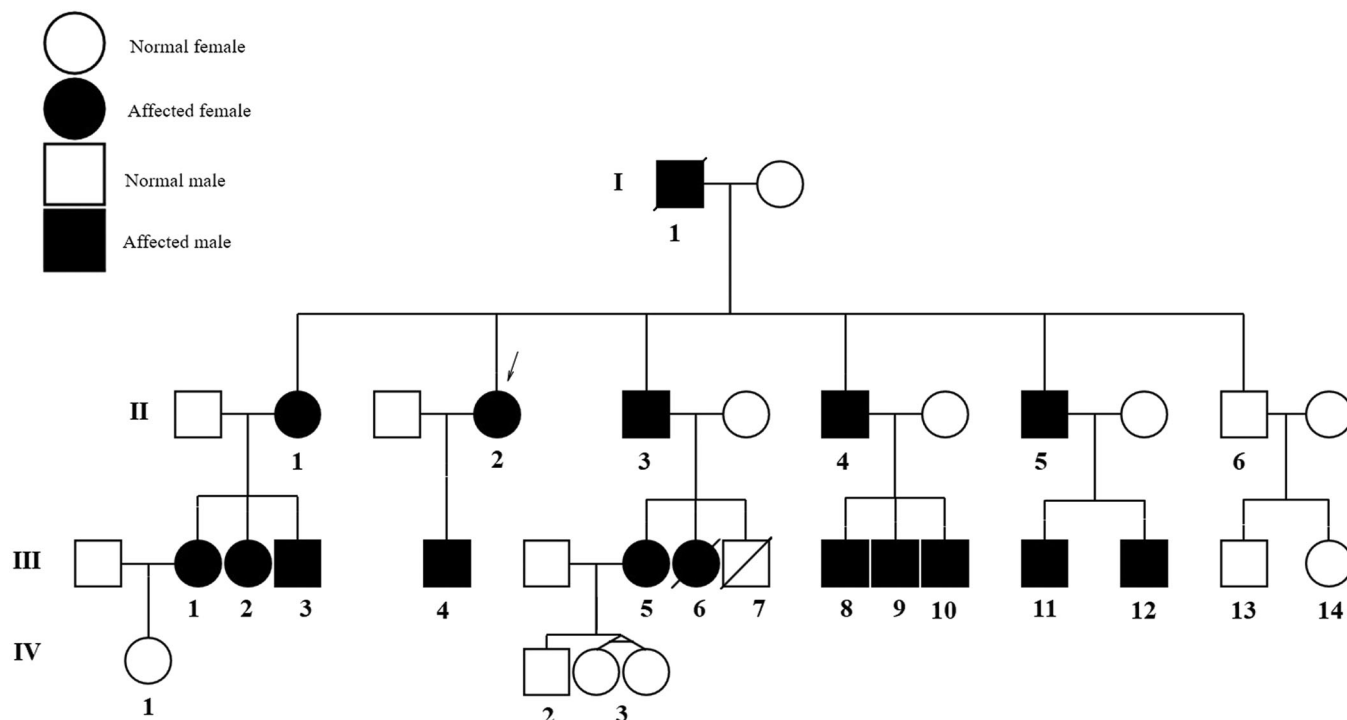 Normal female
Affected female
Normal male
Affected male
I
1
II
1 2 3 4 5 6
III
1 2 3 4 5 6 7 8 9 10 11 12 13 14
IV
1 2 3